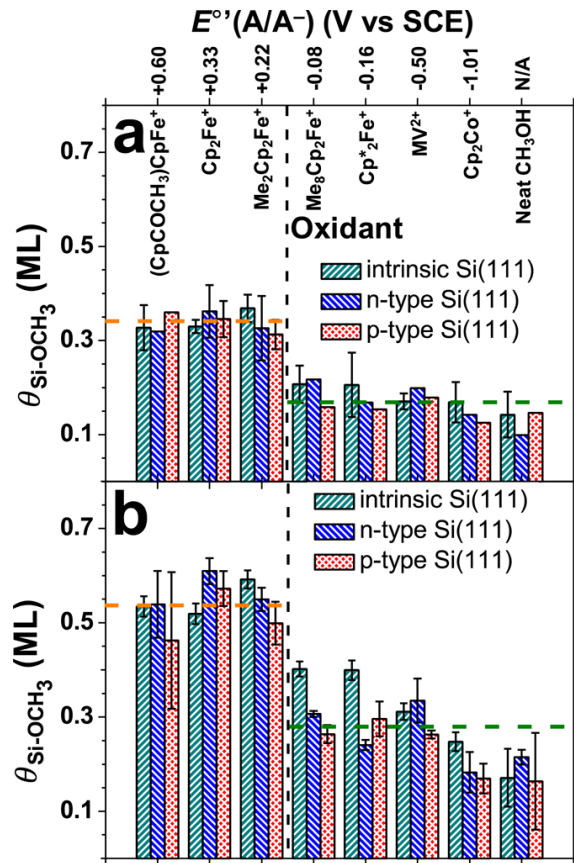 E°’(A/A⁻) (V vs SCE)
+0.60
+0.33
+0.22
-0.08
-0.16
-0.50
-1.01
N/A
a
(CpCOCH₃)CpFe⁺
Cp₂Fe⁺
Me₂Cp₂Fe⁺
Me₈Cp₂Fe⁺
Cp*₂Fe⁺
MV²⁺
Cp₂Co⁺
Neat CH₃OH
Oxidant
intrinsic Si(111)
n-type Si(111)
p-type Si(111)
θSi-OCH₃ (ML)
0.7
0.5
0.3
0.1
b
intrinsic Si(111)
n-type Si(111)
p-type Si(111)
θSi-OCH₃ (ML)
0.7
0.5
0.3
0.1